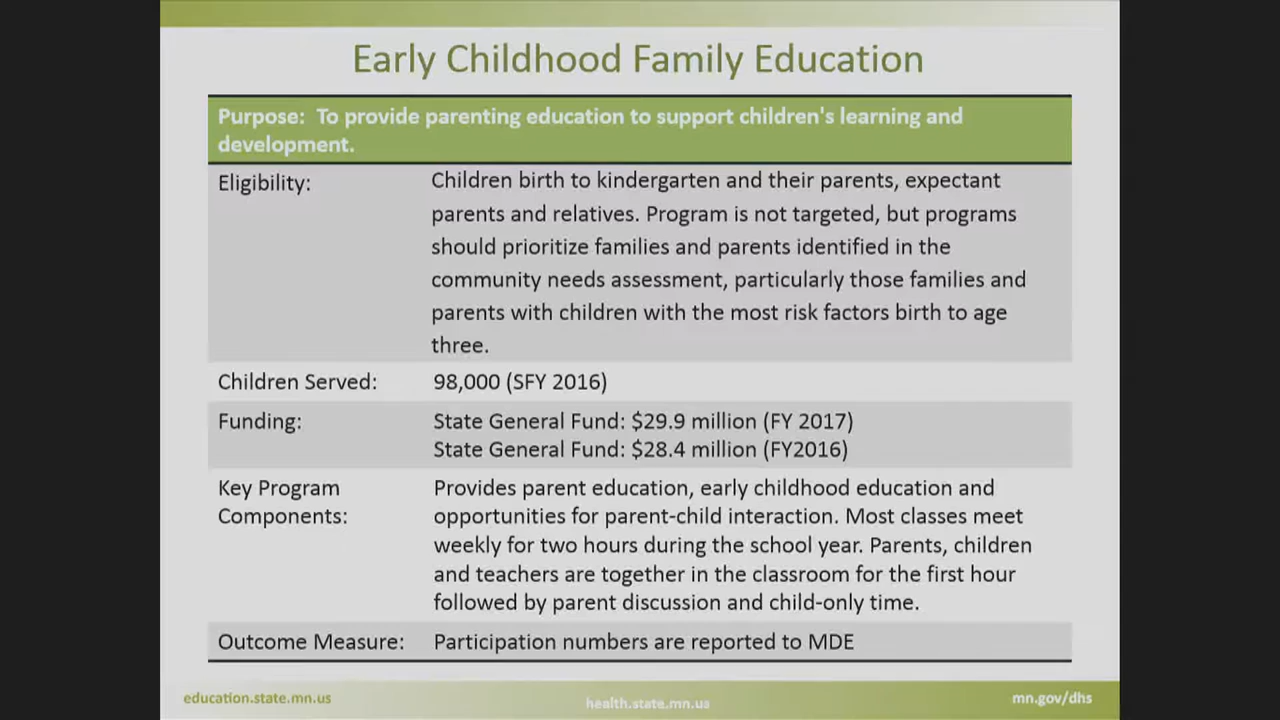 Early Childhood Family Education
Purpose: To provide parenting education to support children's learning and
development.
Eligibility:
Children birth to kindergarten and their parents, expectant
parents and relatives. Program is not targeted, but programs
should prioritize families and parents identified in the
community needs assessment, particularly those families and
parents with children with the most risk factors birth to age
three.
Children Served:
98,000 (SFY 2016)
Funding:
State General Fund: $29.9 million (FY 2017)
State General Fund: $28.4 million (FY2016)
Key Program
Components:
Provides parent education, early childhood education and
opportunities for parent-child interaction. Most classes meet
weekly for two hours during the school year. Parents, children
and teachers are together in the classroom for the first hour
followed by parent discussion and child-only time.
Outcome Measure:
Participation numbers are reported to MDE
education.state.mn.us
health.state.mn.us
mn.gov/dhs